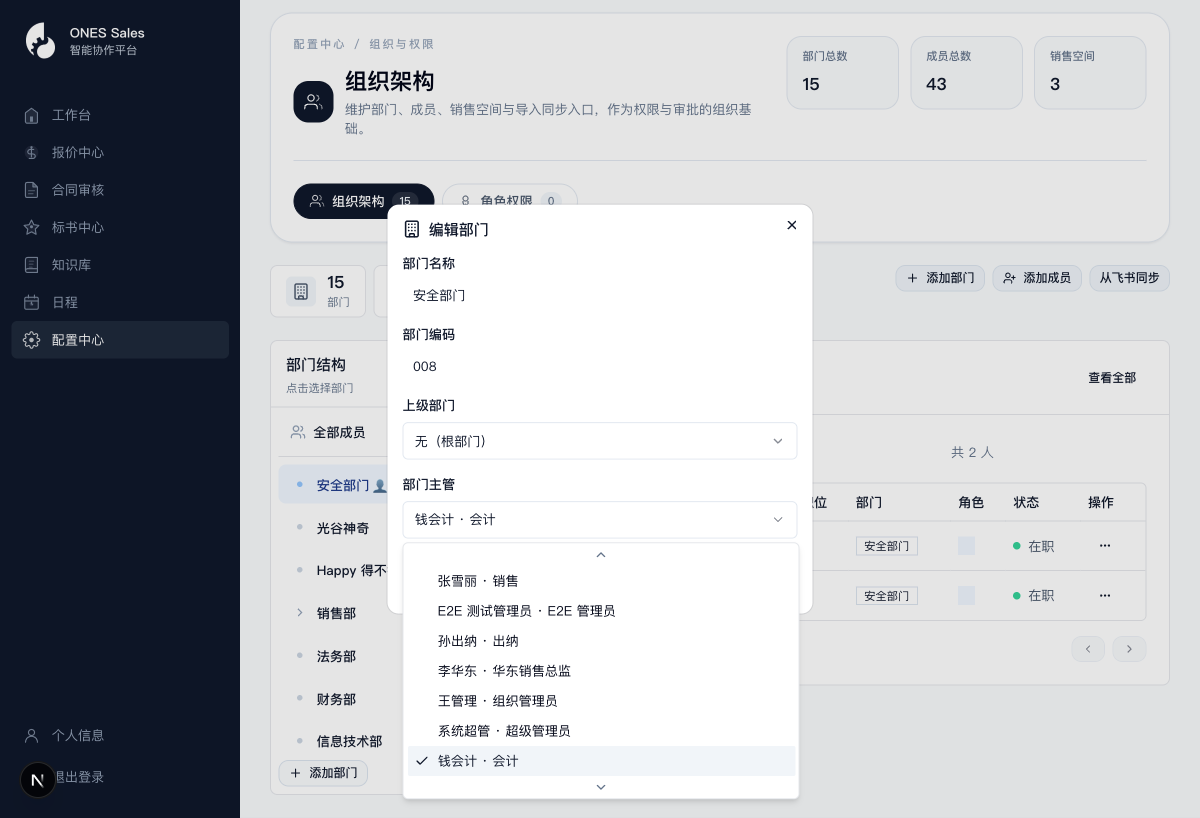 ONES Sales
智能协作平台
工作台
报价中心
合同审核
标书中心
知识库
日程
配置中心
个人信息
退出登录
N
配置中心 / 组织与权限
组织架构
维护部门、成员、销售空间与导入同步入口，作为权限与审批的组织基
础。
部门总数
15
成员总数
43
销售空间
3
组织架构 15
角色权限 0
15
部门
添加部门
添加成员
从飞书同步
部门结构
点击选择部门
全部成员
安全部门
光谷神奇
Happy 得不
销售部
法务部
财务部
信息技术部
添加部门
查看全部
共 2 人
位 部门 角色 状态 操作
安全部门 在职 ···
安全部门 在职 ···
编辑部门
部门名称
安全部门
部门编码
008
上级部门
无（根部门）
部门主管
钱会计 · 会计
张雪丽 · 销售
E2E 测试管理员 · E2E 管理员
孙出纳 · 出纳
李华东 · 华东销售总监
王管理 · 组织管理员
系统超管 · 超级管理员
钱会计 · 会计